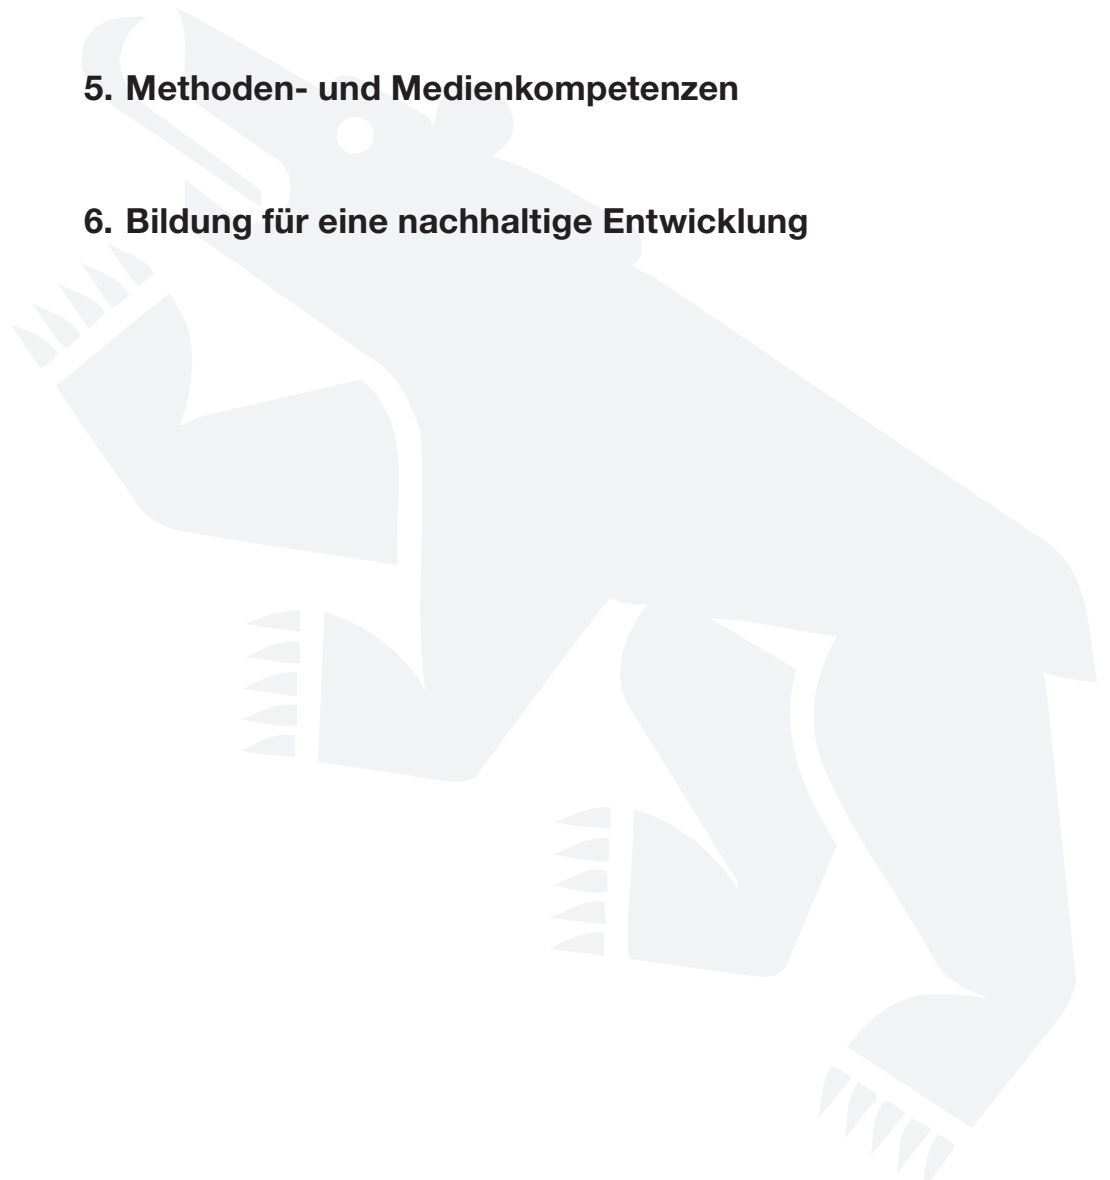 5. Methoden- und Medienkompetenzen
6. Bildung für eine nachhaltige Entwicklung